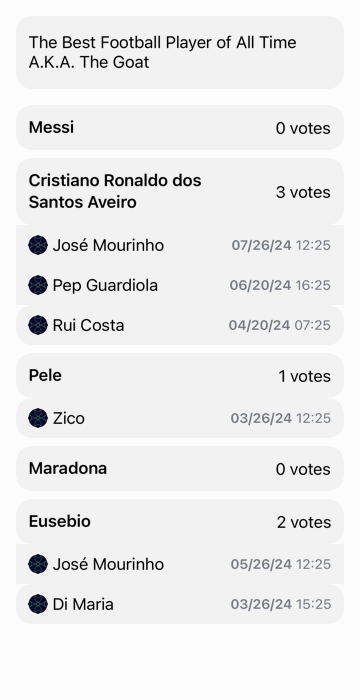 The Best Football Player of All Time
A.K.A. The Goat
Messi 0 votes
Cristiano Ronaldo dos
Santos Aveiro 3 votes
José Mourinho 07/26/24 12:25
Pep Guardiola 06/20/24 16:25
Rui Costa 04/20/24 07:25
Pele 1 votes
Zico 03/26/24 12:25
Maradona 0 votes
Eusebio 2 votes
José Mourinho 05/26/24 12:25
Di Maria 03/26/24 15:25